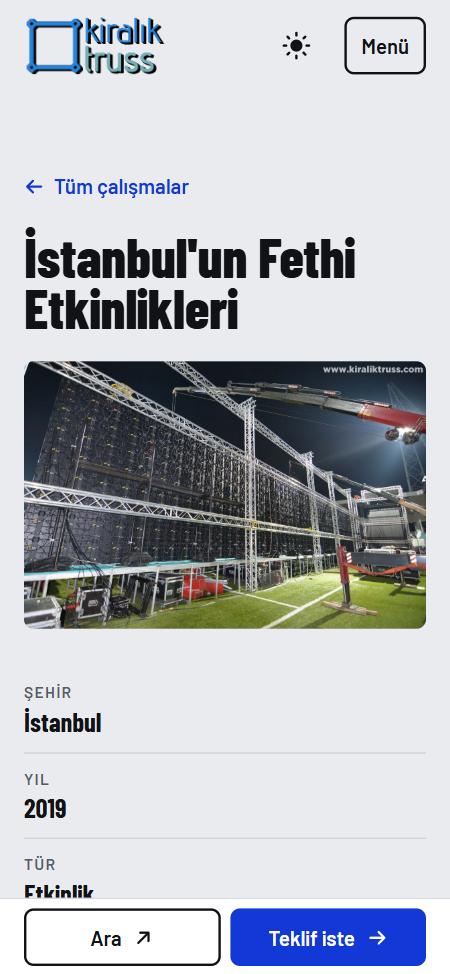 kiralık
truss
Menü
← Tüm çalışmalar
İstanbul'un Fethi
Etkinlikleri
www.kiraliktruss.com
ŞEHİR
İstanbul
YIL
2019
TÜR
Etkinlik
Ara ↗
Teklif iste →